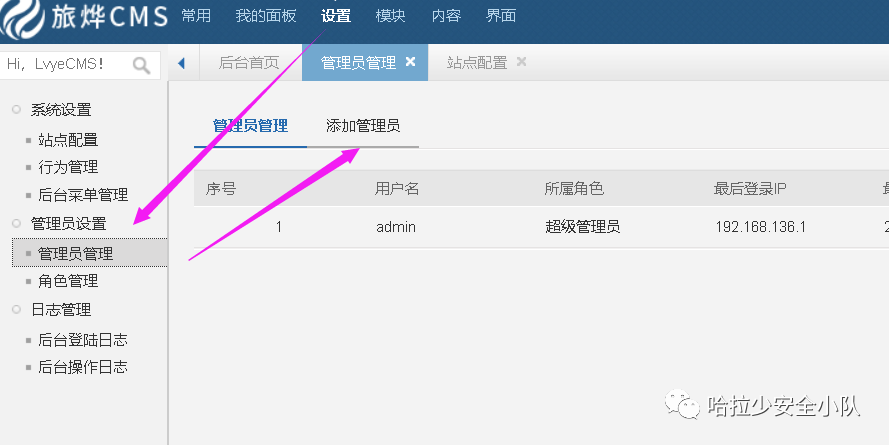 旅烨CMS 常用 我的面板 设置 模块 内容 界面
Hi，LvyeCMS! 后台首页 管理员管理 站点配置
系统设置
站点配置
行为管理
后台菜单管理
管理员设置
管理员管理
角色管理
日志管理
后台登陆日志
后台操作日志
管理员管理 添加管理员
序号 用户名 所属角色 最后登录IP
1 admin 超级管理员 192.168.136.1 2
哈拉少安全小队